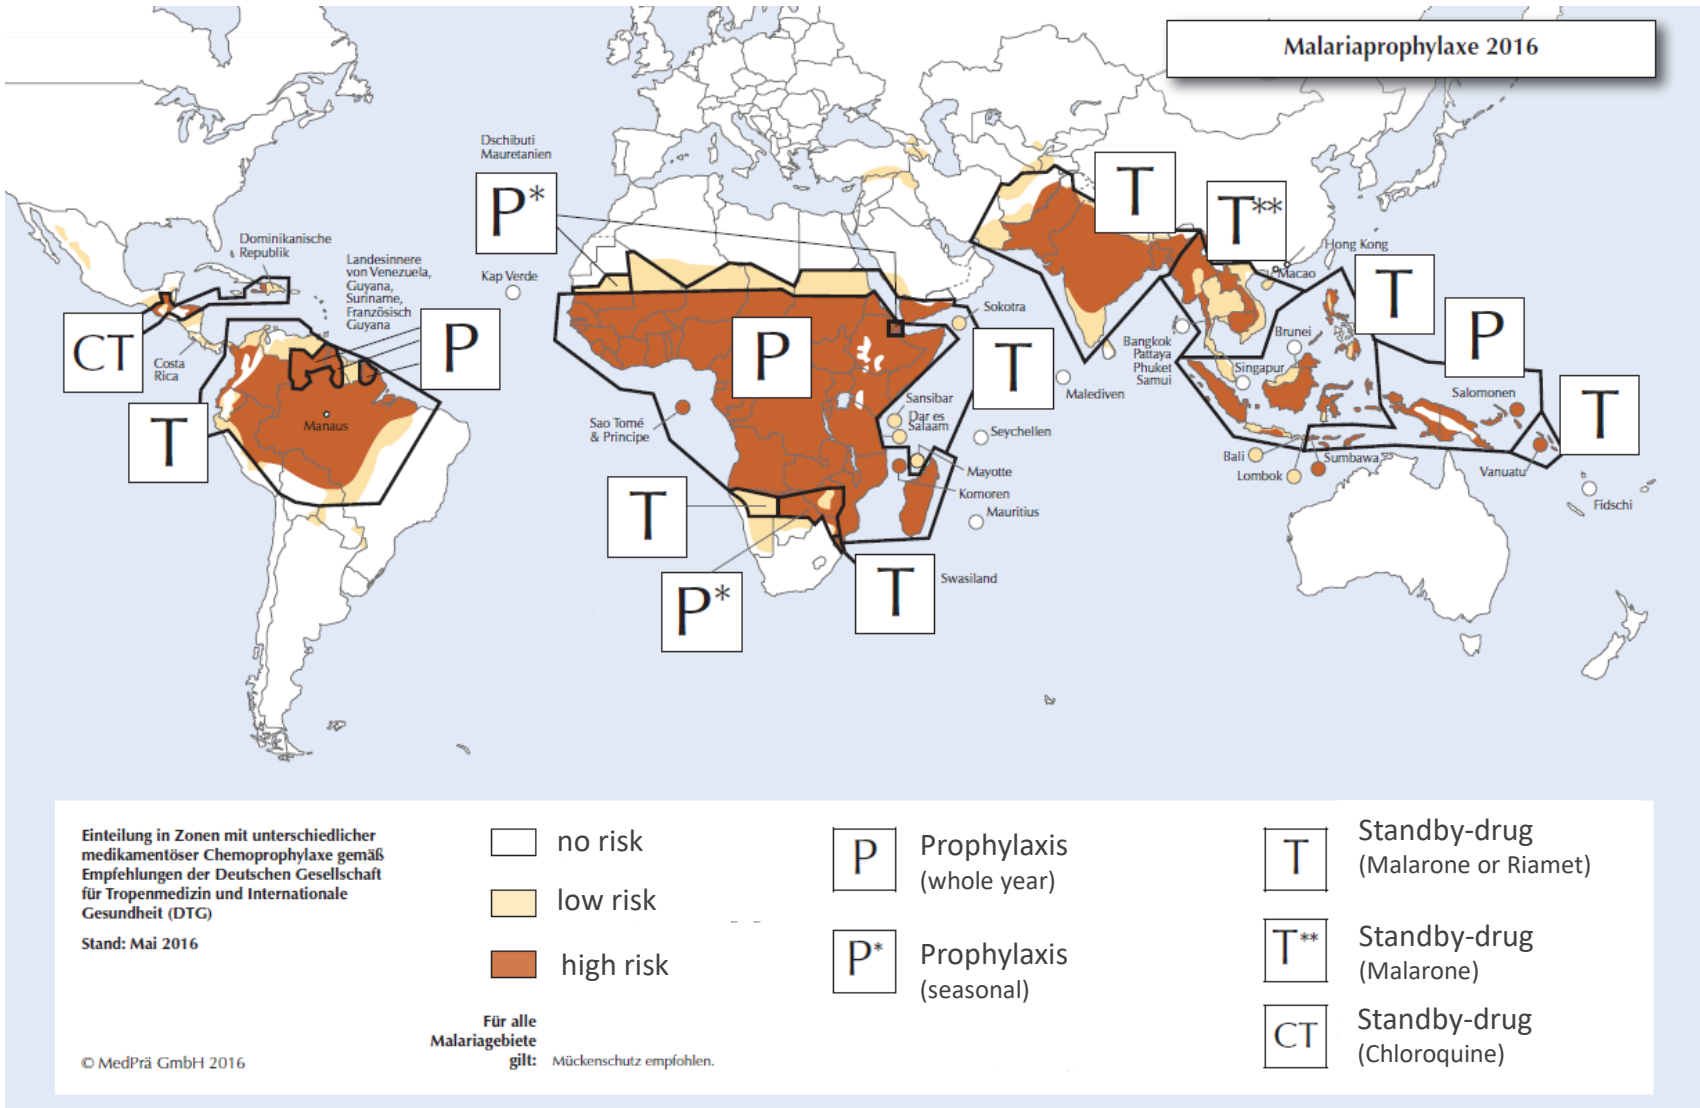 Malariaprophylaxe 2016
Dschibuti
Mauretanien
P*
T
T**
Hong Kong
Macao
Dominikanische
Republik
Landesinnere
von Venezuela,
Guyana,
Suriname,
Französisch
Guyana
Kap Verde
Sokotra
T
P
CT
Costa
Rica
P
P
T
Malediven
Bangkok
Pattaya
Phuket
Samui
Brunei
Singapur
Salomonen
T
T
Manaus
Sao Tomé
& Principe
Sansibar
Dar es
Salaam
Seychellen
Mayotte
Komoren
Mauritius
Bali
Lombok
Sumbawa
Vanuatu
Fidschi
T
P*
T
Swasiland
Einteilung in Zonen mit unterschiedlicher
medikamentöser Chemoprophylaxe gemäß
Empfehlungen der Deutschen Gesellschaft
für Tropenmedizin und Internationale
Gesundheit (DTG)
Stand: Mai 2016
© MedPrä GmbH 2016
no risk
low risk
high risk
Für alle
Malariagebiete
gilt: Mückenschutz empfohlen.
P Prophylaxis
(whole year)
P* Prophylaxis
(seasonal)
T Standby-drug
(Malarone or Riamet)
T** Standby-drug
(Malarone)
CT Standby-drug
(Chloroquine)